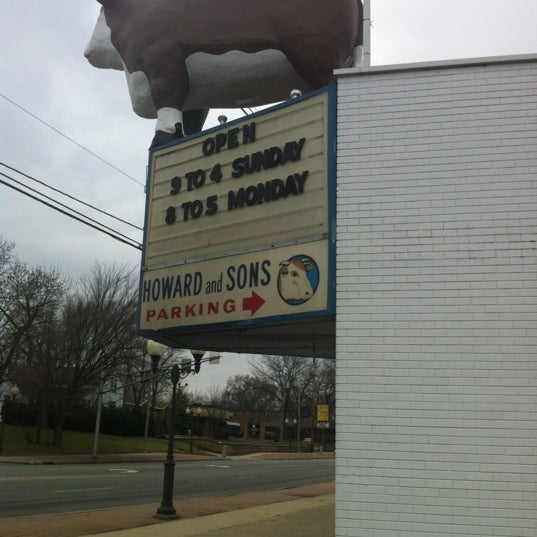 OPEN
9 TO 4 SUNDAY
8 TO 5 MONDAY
HOWARD and SONS
PARKING